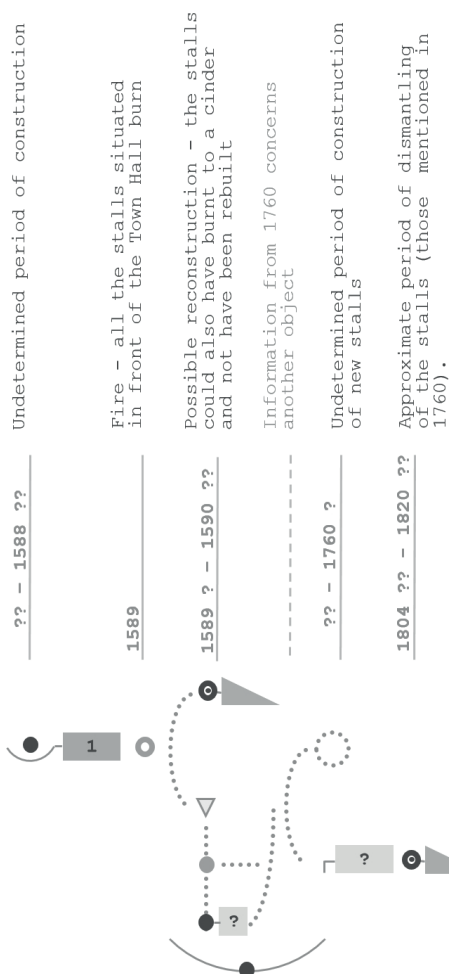 ?? - 1588 ??
Undetermined period of construction
1589
Fire - all the stalls situated
in front of the Town Hall burn
1589 ? - 1590 ??
Possible reconstruction - the stalls
could also have burnt to a cinder
and not have been rebuilt
Information from 1760 concerns
another object
?? - 1760 ?
Undetermined period of construction
of new stalls
1804 ?? - 1820 ??
Approximate period of dismantling
of the stalls (those mentioned in
1760).
1
?
?